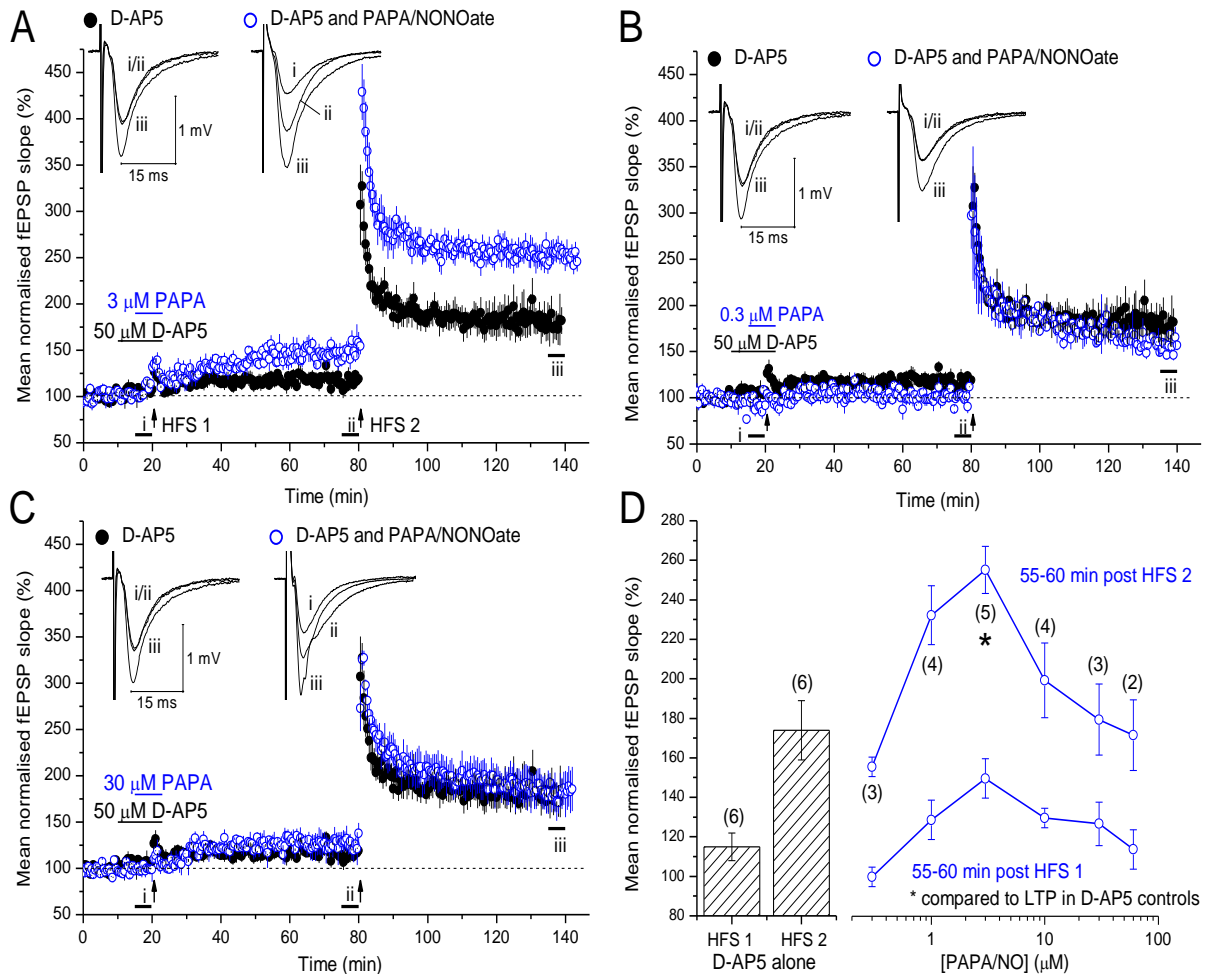 A
D-AP5
D-AP5 and PAPA/NONOate
Mean normalised fEPSP slope (%)
450
400
350
300
250
200
150
100
50
i/ii
iii
1 mV
15 ms
i
ii
iii
3 µM PAPA
50 µM D-AP5
i
HFS 1
ii
HFS 2
iii
0 20 40 60 80 100 120 140
Time (min)
B
D-AP5
D-AP5 and PAPA/NONOate
Mean normalised fEPSP slope (%)
450
400
350
300
250
200
150
100
50
i/ii
iii
1 mV
15 ms
i/ii
iii
0.3 µM PAPA
50 µM D-AP5
i
ii
iii
0 20 40 60 80 100 120 140
Time (min)
C
D-AP5
D-AP5 and PAPA/NONOate
Mean normalised fEPSP slope (%)
450
400
350
300
250
200
150
100
50
i/ii
iii
1 mV
15 ms
i
ii
iii
30 µM PAPA
50 µM D-AP5
i
ii
iii
0 20 40 60 80 100 120 140
Time (min)
D
Mean normalised fEPSP slope (%)
280
260
240
220
200
180
160
140
120
100
80
(6)
(6)
HFS 1 HFS 2
D-AP5 alone
55-60 min post HFS 2
(3)
(4)
(5)
*
(4)
(3)
(2)
55-60 min post HFS 1
* compared to LTP in D-AP5 controls
1 10 100
[PAPA/NO] (µM)